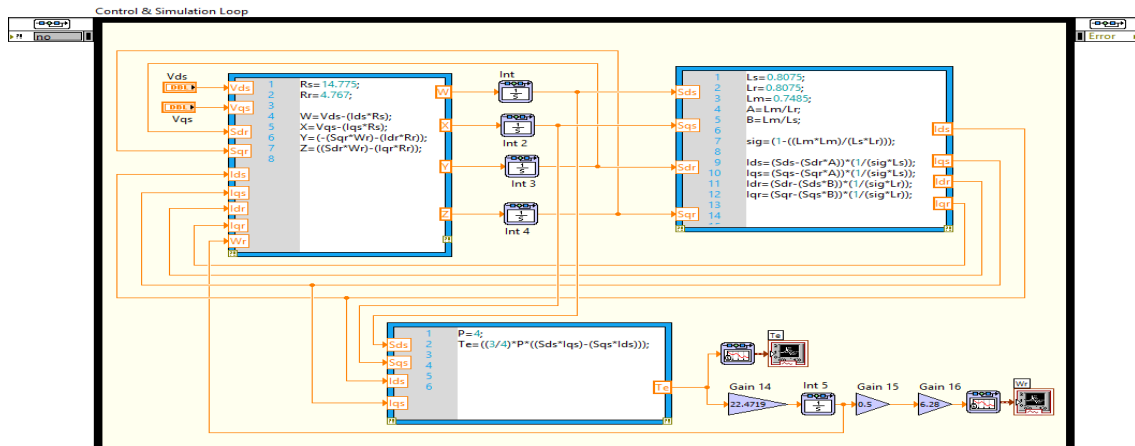 Control & Simulation Loop
no
Error
Vds
DBL
Vqs
DBL
Vds
Vqs
Sdr
Sqr
Ids
Iqs
Idr
Iqr
Wr
1 Rs=14.775;
2 Rr=4.767;
3
4 W=Vds-(Ids*Rs);
5 X=Vqs-(Iqs*Rs);
6 Y=(-(Sqr*Wr)-(Idr*Rr));
7 Z=((Sdr*Wr)-(Iqr*Rr));
8
W
X
Y
Z
Int
Int 2
Int 3
Int 4
Sds
Sqs
Sdr
Sqr
1 Ls=0.8075;
2 Lr=0.8075;
3 Lm=0.7485;
4 A=Lm/Lr;
5 B=Lm/Ls;
6
7 sig=(1-((Lm*Lm)/(Ls*Lr)));
8
9 Ids=(Sds-(Sdr*A))*(1/(sig*Ls));
10 Iqs=(Sqs-(Sqr*A))*(1/(sig*Ls));
11 Idr=(Sdr-(Sds*B))*(1/(sig*Lr));
12 Iqr=(Sqr-(Sqs*B))*(1/(sig*Lr));
13
14
Ids
Iqs
Idr
Iqr
Sds
Sqs
Ids
Iqs
1 P=4;
2 Te=((3/4)*P*((Sds*Iqs)-(Sqs*Ids)));
3
4
5
6
Te
Te
Gain 14
22.4719
Int 5
Gain 15
0.5
Gain 16
6.28
Wr